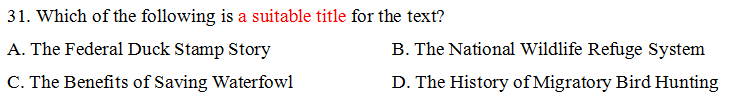 31. Which of the following is a suitable title for the text?
A. The Federal Duck Stamp Story B. The National Wildlife Refuge System
C. The Benefits of Saving Waterfowl D. The History of Migratory Bird Hunting